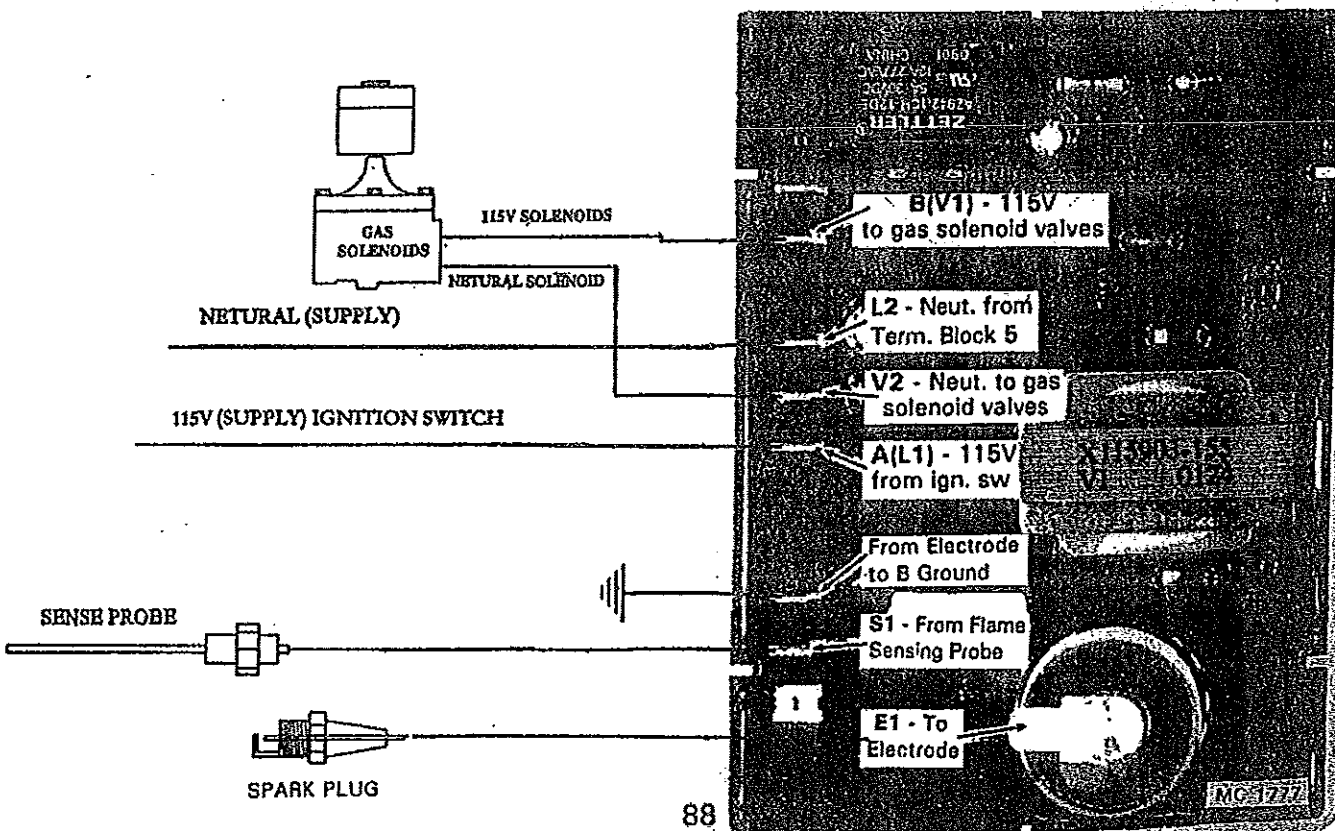 115V SOLENOIDS
GAS
SOLENOIDS
NETURAL SOLENOID
NETURAL (SUPPLY)
115V (SUPPLY) IGNITION SWITCH
SENSE PROBE
SPARK PLUG
88
ZETTLER
B(V1) - 115V
to gas solenoid valves
L2 - Neut. from
Term. Block 5
V2 - Neut. to gas
solenoid valves
A(L1) - 115V
from ign. sw
From Electrode
to B Ground
S1 - From Flame
Sensing Probe
1
E1 - To
Electrode
MC-1777